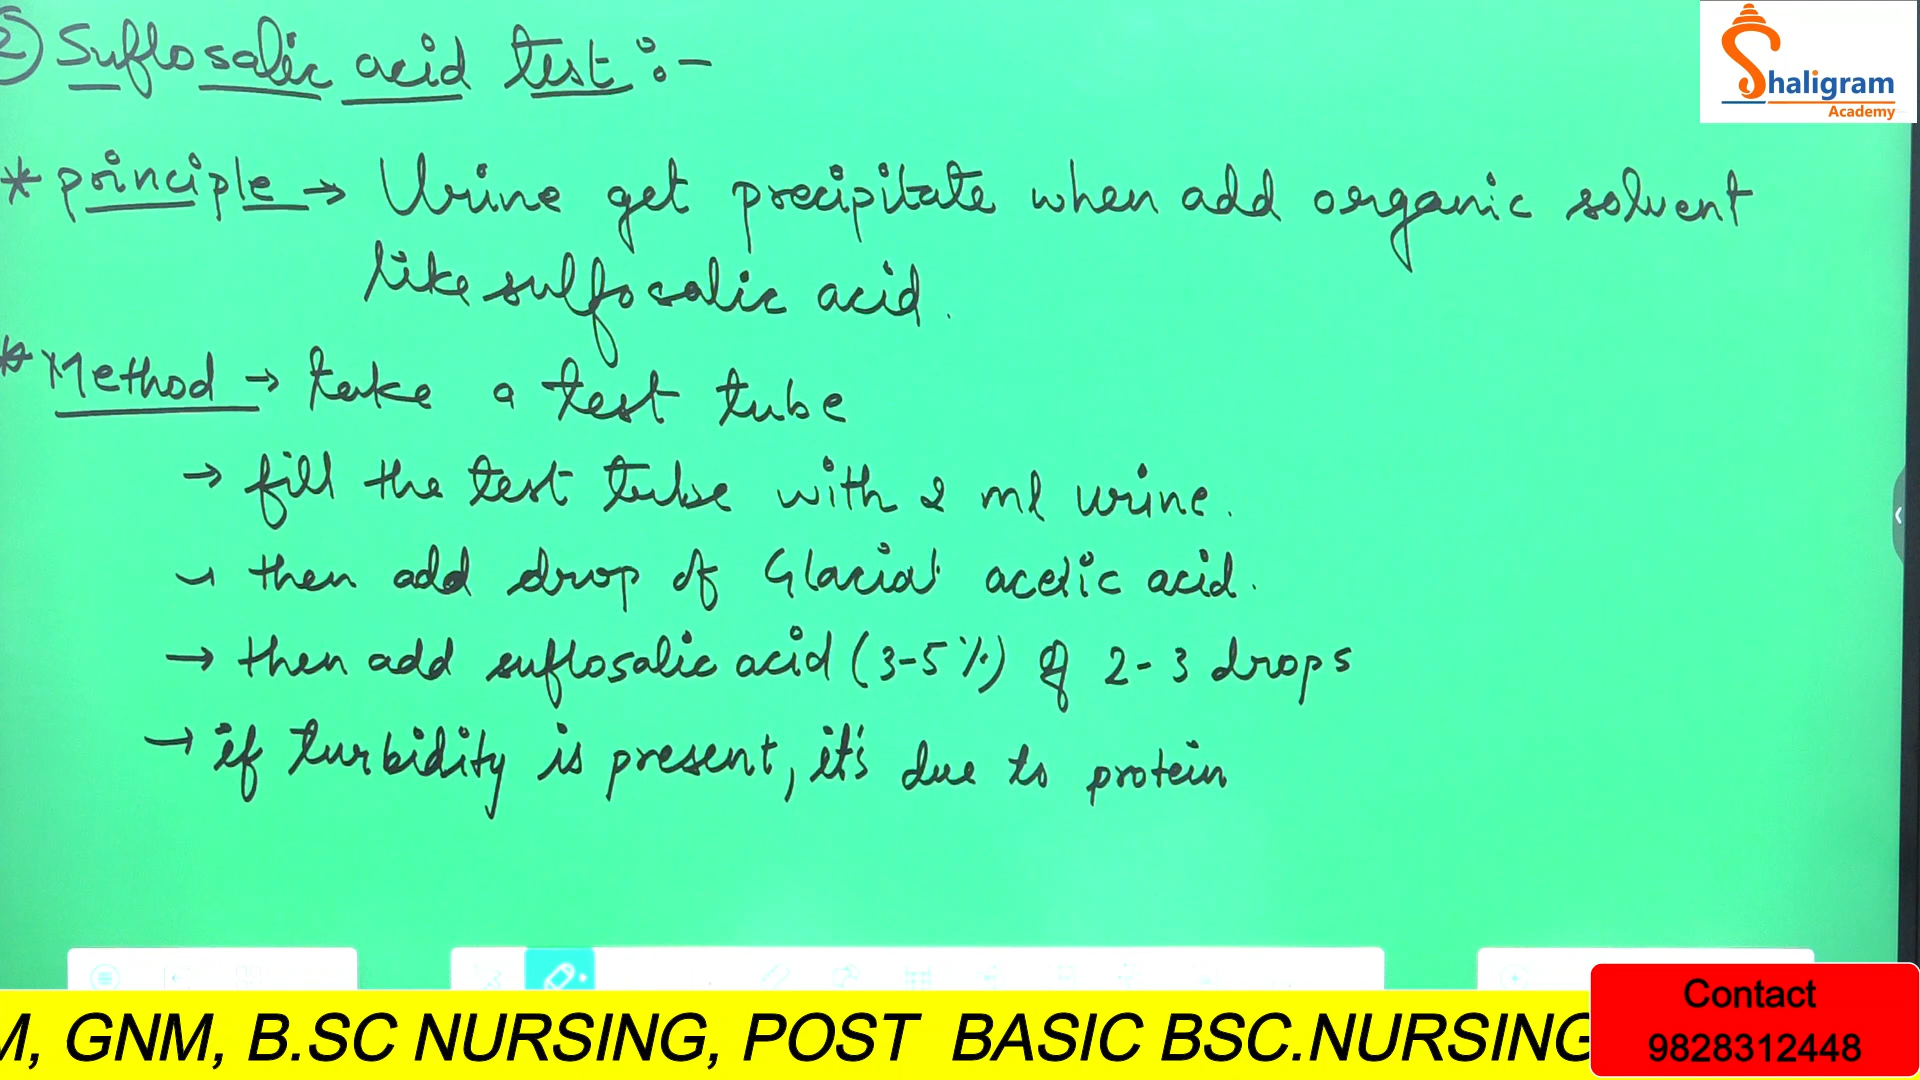 2) Suflosalic acid test :-
Shaligram
Academy
* principle → Urine get precipitate when add organic solvent
like sulfosalic acid.
* Method → take a test tube
→ fill the test tube with 2 ml urine.
→ then add drop of Glacial acetic acid.
→ then add suflosalic acid (3-5%) of 2-3 drops
→ if turbidity is present, it's due to protein
M, GNM, B.SC NURSING, POST BASIC BSC.NURSING
Contact
9828312448